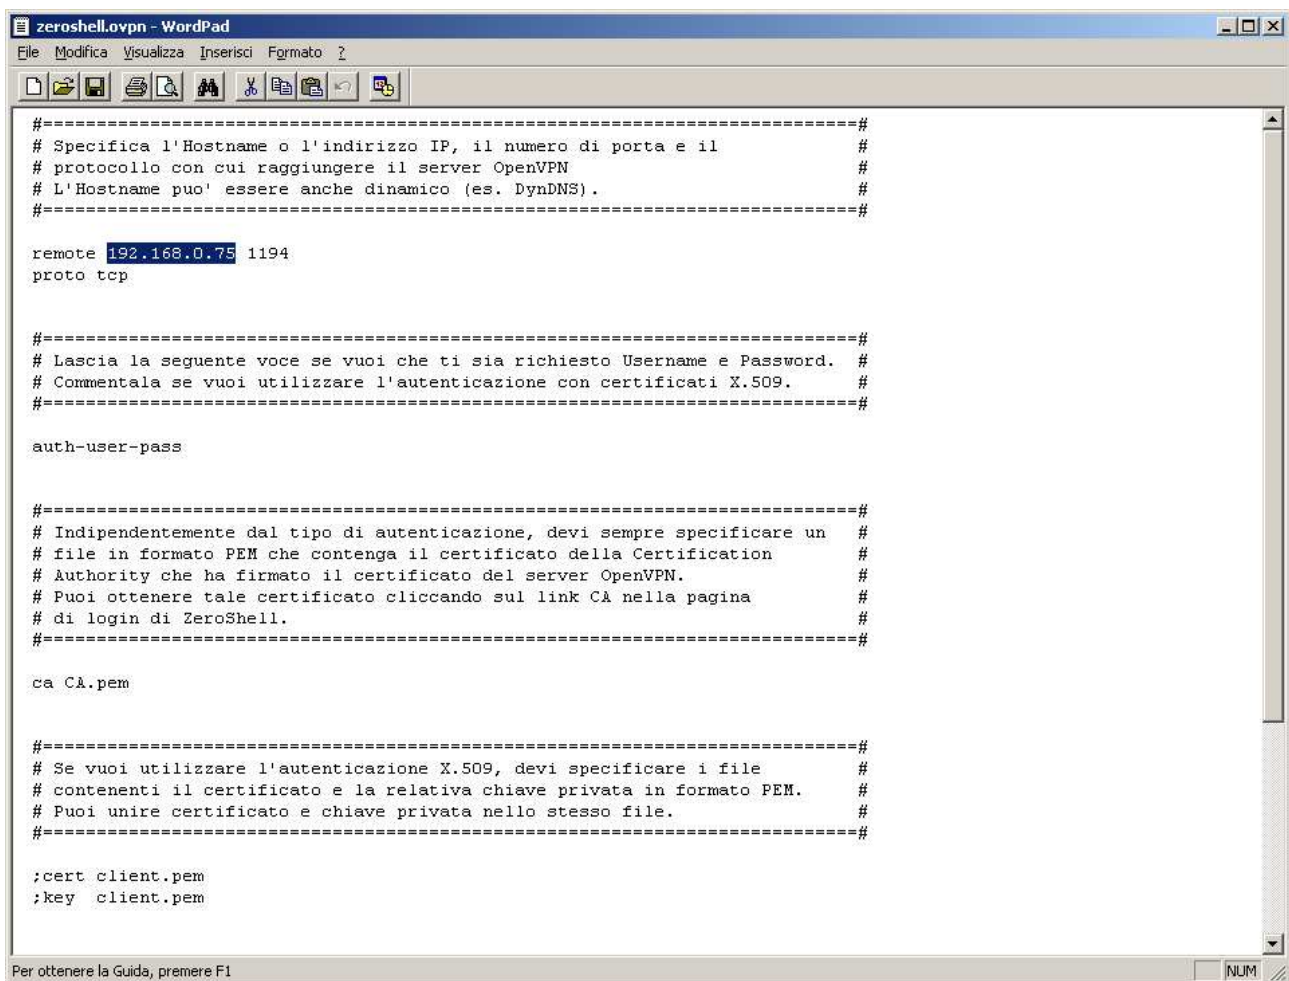 zeroshell.ovpn - WordPad
File Modifica Visualizza Inserisci Formato ?
#============================================================================#
# Specifica l'Hostname o l'indirizzo IP, il numero di porta e il #
# protocollo con cui raggiungere il server OpenVPN #
# L'Hostname puo' essere anche dinamico (es. DynDNS). #
#============================================================================#
remote 192.168.0.75 1194
proto tcp
#============================================================================#
# Lascia la seguente voce se vuoi che ti sia richiesto Username e Password. #
# Commentala se vuoi utilizzare l'autenticazione con certificati X.509. #
#============================================================================#
auth-user-pass
#============================================================================#
# Indipendentemente dal tipo di autenticazione, devi sempre specificare un #
# file in formato PEM che contenga il certificato della Certification #
# Authority che ha firmato il certificato del server OpenVPN. #
# Puoi ottenere tale certificato cliccando sul link CA nella pagina #
# di login di ZeroShell. #
#============================================================================#
ca CA.pem
#============================================================================#
# Se vuoi utilizzare l'autenticazione X.509, devi specificare i file #
# contenenti il certificato e la relativa chiave privata in formato PEM. #
# Puoi unire certificato e chiave privata nello stesso file. #
#============================================================================#
;cert client.pem
;key client.pem
Per ottenere la Guida, premere F1
NUM